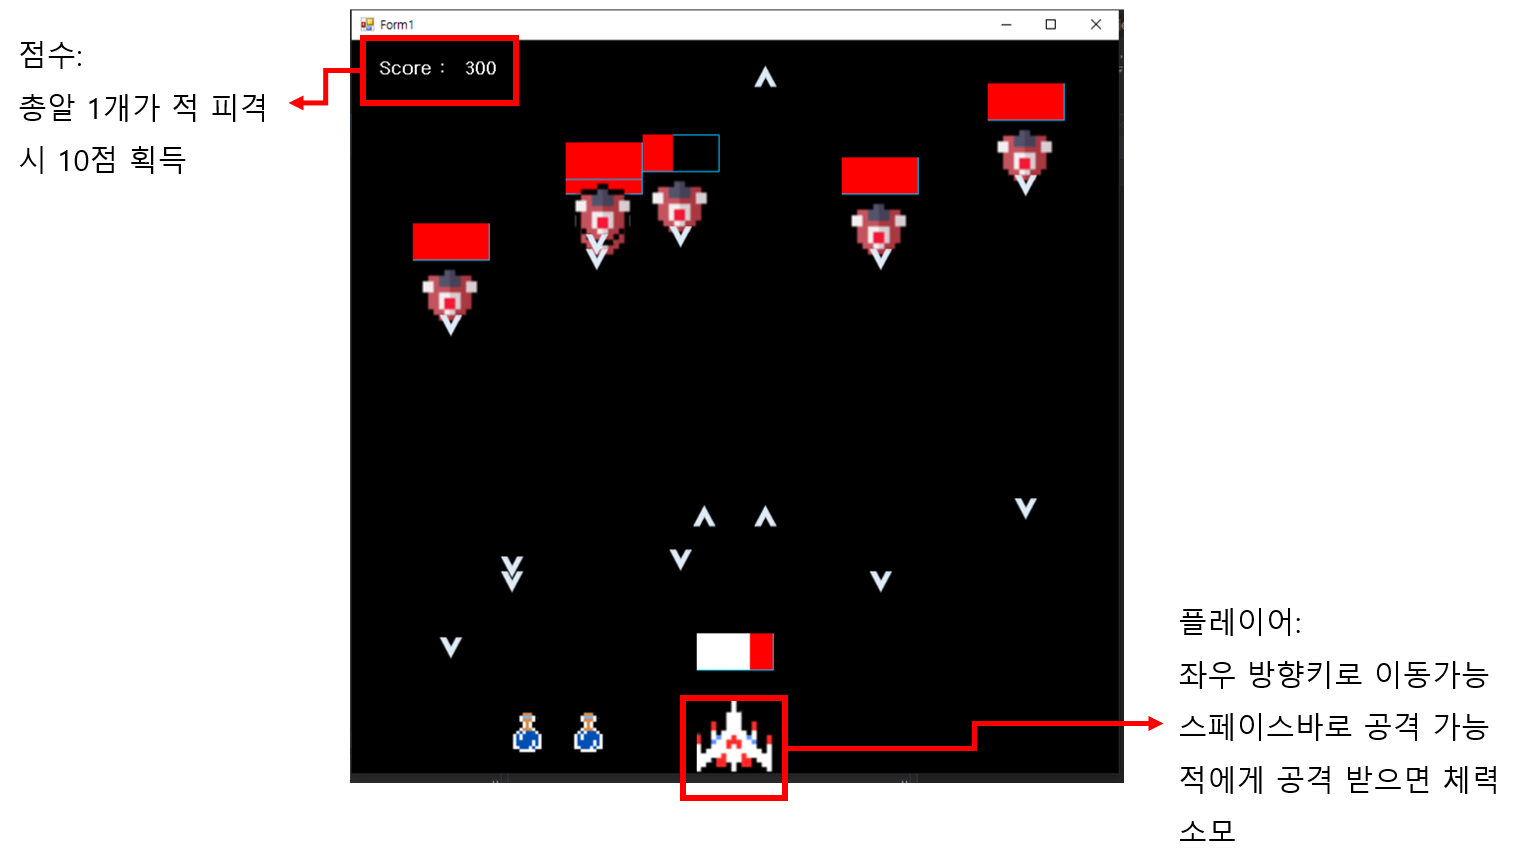 Form1
점수:
총알 1개가 적 피격
시 10점 획득
Score : 300
플레이어:
좌우 방향키로 이동가능
스페이스바로 공격 가능
적에게 공격 받으면 체력
소모